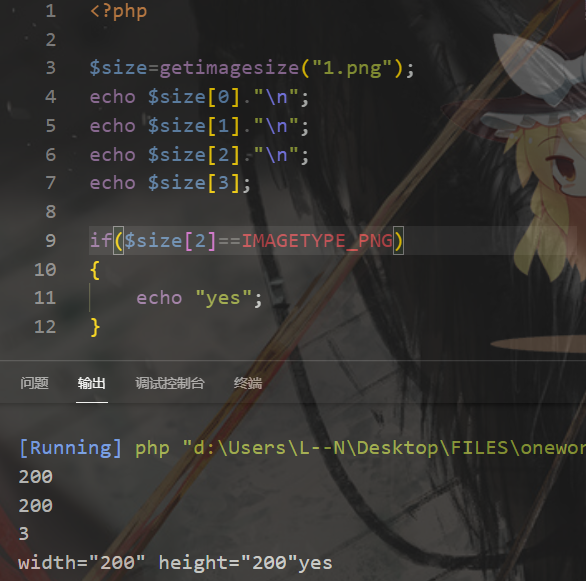 1 <?php
2
3 $size=getimagesize("1.png");
4 echo $size[0]."\n";
5 echo $size[1]."\n";
6 echo $size[2]."\n";
7 echo $size[3];
8
9 if($size[2]==IMAGETYPE_PNG)
10 {
11 echo "yes";
12 }
问题 输出 调试控制台 终端
[Running] php "d:\Users\L--N\Desktop\FILES\onewor
200
200
3
width="200" height="200"yes